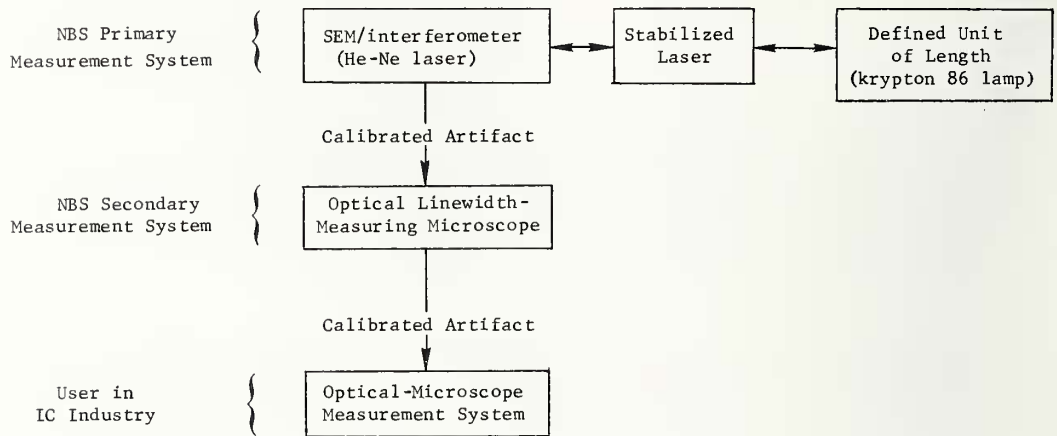 NBS Primary
Measurement System
SEM/interferometer
(He-Ne laser)
Stabilized
Laser
Defined Unit
of Length
(krypton 86 lamp)
Calibrated Artifact
NBS Secondary
Measurement System
Optical Linewidth-
Measuring Microscope
Calibrated Artifact
User in
IC Industry
Optical-Microscope
Measurement System